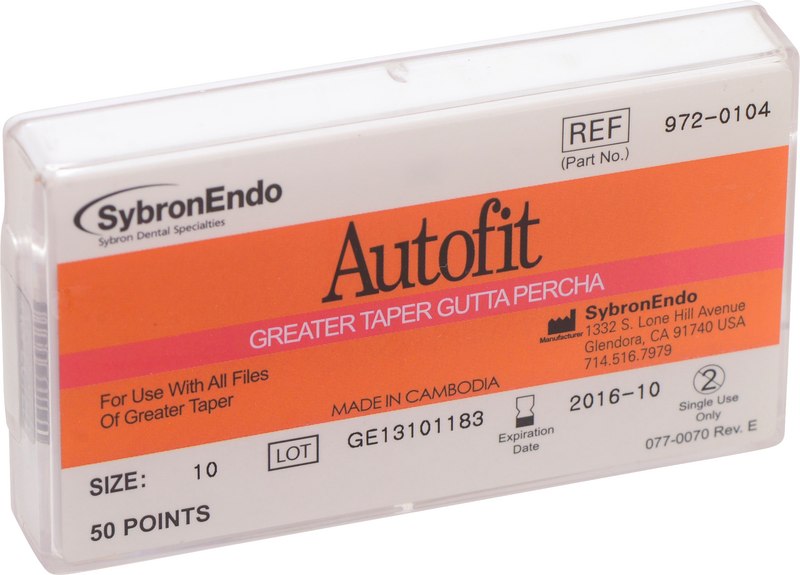 REF 972-0104
(Part No.)
SybronEndo
Sybron Dental Specialties
Autofit
GREATER TAPER GUTTA PERCHA
SybronEndo
Manufacturer 1332 S. Lone Hill Avenue
Glendora, CA 91740 USA
714.516.7979
For Use With All Files
Of Greater Taper
MADE IN CAMBODIA
SIZE: 10
LOT GE13101183
Expiration
Date
2016-10
2
Single Use
Only
50 POINTS
077-0070 Rev. E